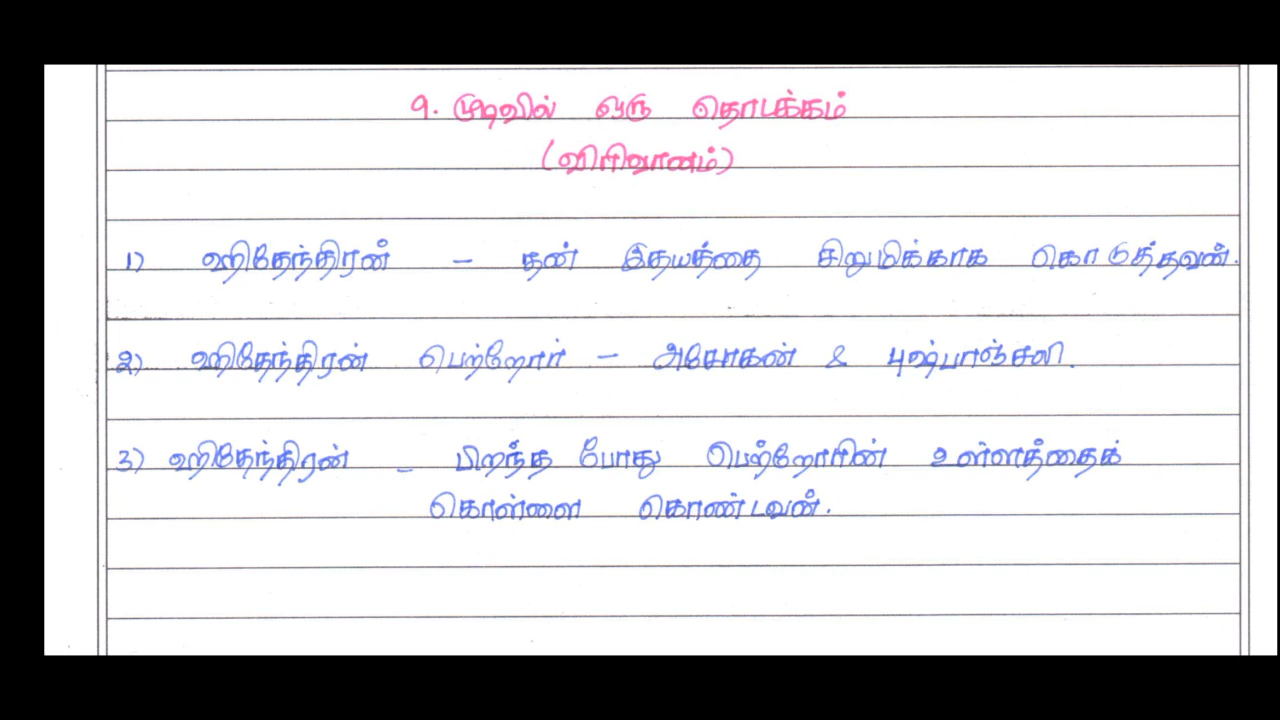 9. முடிவில் ஒரு தொடக்கம்
(விரிவானம்)
1) ஹிதேந்திரன் – தன் இதயத்தை சிறுமிக்காக கொடுத்தவன்.
2) ஹிதேந்திரன் பெற்றோர் – அசோகன் & புஷ்பாஞ்சலி.
3) ஹிதேந்திரன் – பிறந்த போது பெற்றோரின் உள்ளத்தைக்
கொள்ளை கொண்டவன்.